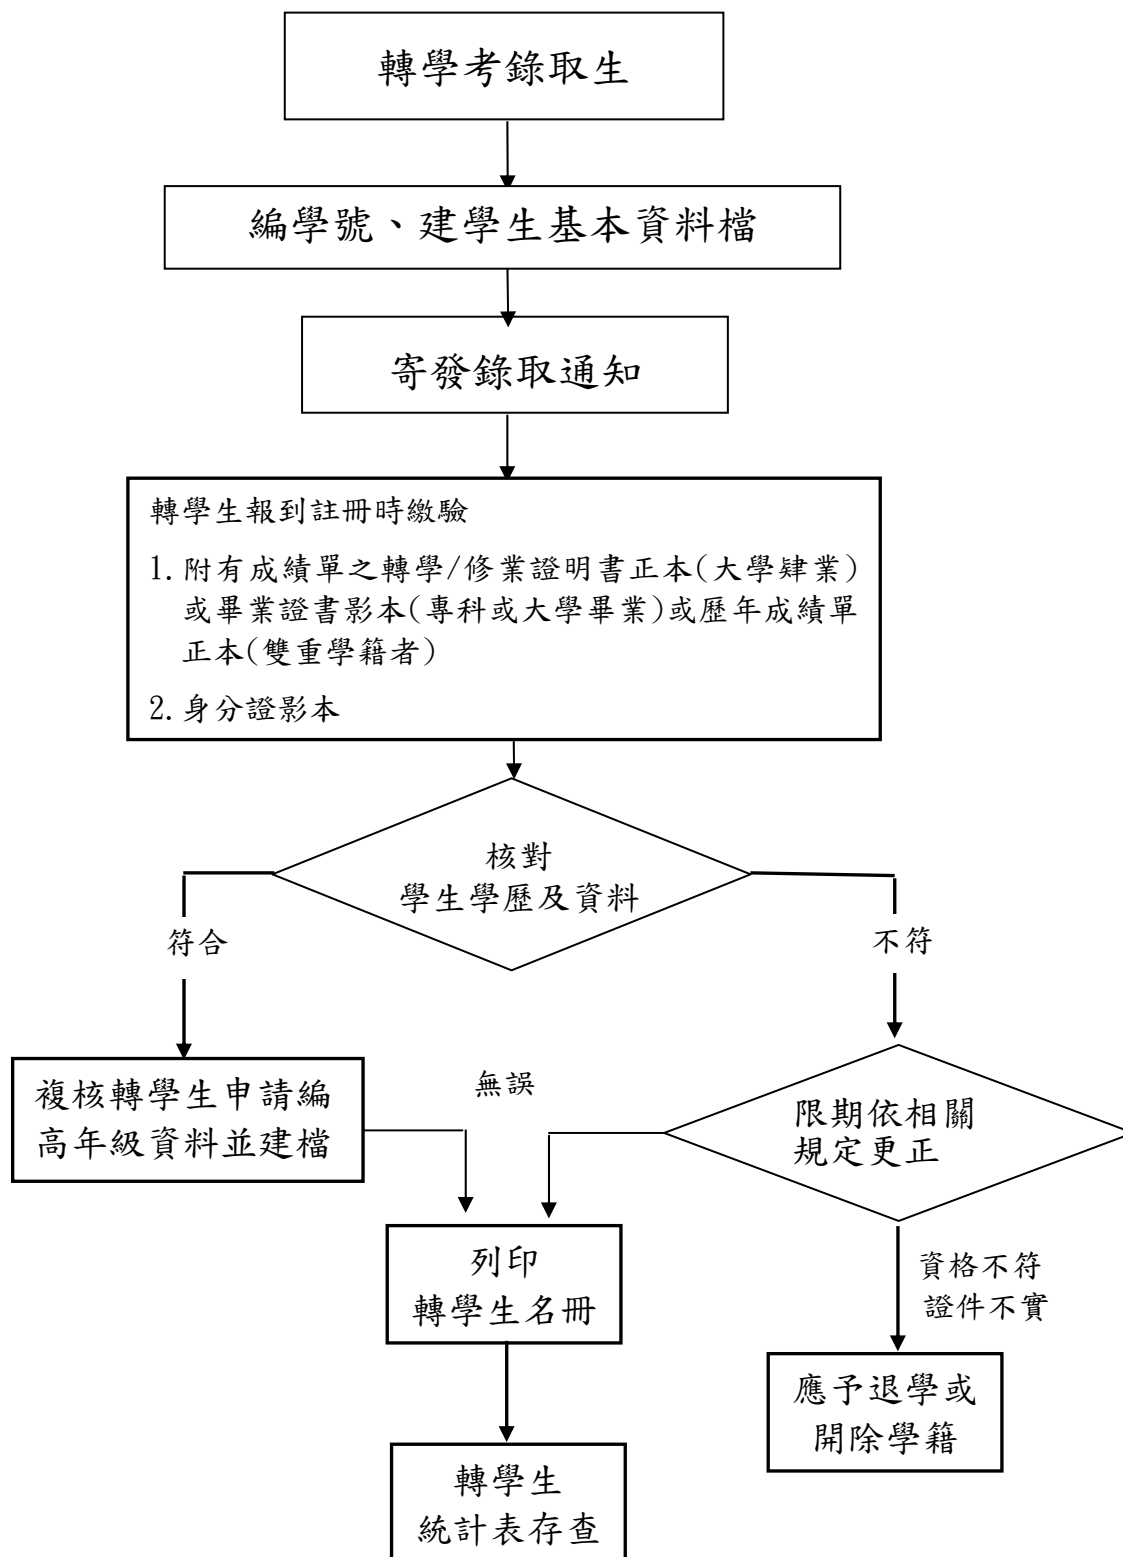 轉學考錄取生
編學號、建學生基本資料檔
寄發錄取通知
轉學生報到註冊時繳驗
1.附有成績單之轉學/修業證明書正本(大學肄業)
或畢業證書影本(專科或大學畢業)或歷年成績單
正本(雙重學籍者)
2.身分證影本
核對
學生學歷及資料
符合
不符
複核轉學生申請編
高年級資料並建檔
無誤
限期依相關
規定更正
列印
轉學生名冊
資格不符
證件不實
應予退學或
開除學籍
轉學生
統計表存查